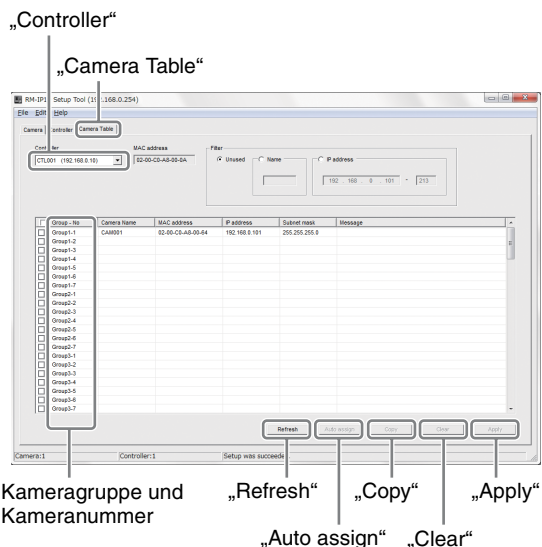 „Controller“
„Camera Table“
RM-IP1 Setup Tool (192.168.0.254)
File Edit Help
Camera Controller Camera Table
Controller MAC address Filter
CTL001 (192.168.0.10) 02-00-C0-A8-00-0A Unused Name IP address
192 . 168 . 0 . 101 - 213
Group - No Camera Name MAC address IP address Subnet mask Message
Group1-1 CAM001 02-00-C0-A8-00-64 192.168.0.101 255.255.255.0
Group1-2
Group1-3
Group1-4
Group1-5
Group1-6
Group1-7
Group2-1
Group2-2
Group2-3
Group2-4
Group2-5
Group2-6
Group2-7
Group3-1
Group3-2
Group3-3
Group3-4
Group3-5
Group3-6
Group3-7
Refresh Auto assign Copy Clear Apply
Camera:1 Controller:1 Setup was succeede
Kameragruppe und
Kameranummer
„Refresh“ „Copy“ „Apply“
„Auto assign“ „Clear“